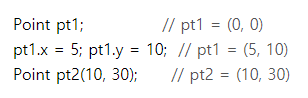 Point pt1; // pt1 = (0, 0)
pt1.x = 5; pt1.y = 10; // pt1 = (5, 10)
Point pt2(10, 30); // pt2 = (10, 30)